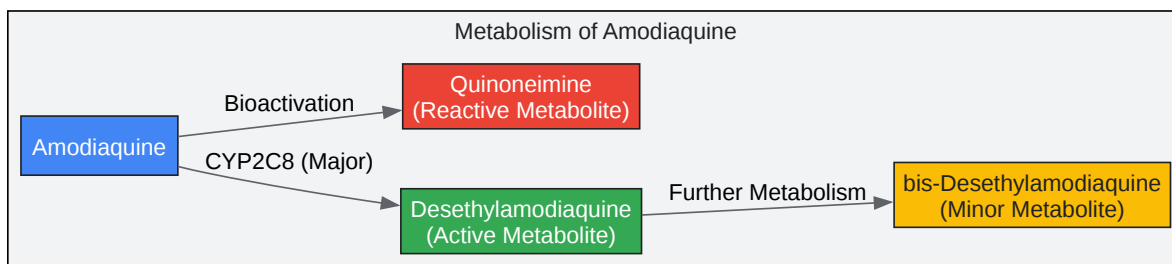 Metabolism of Amodiaquine
Quinoneimine
(Reactive Metabolite)
Bioactivation
Amodiaquine
CYP2C8 (Major)
Desethylamodiaquine
(Active Metabolite)
Further Metabolism
bis-Desethylamodiaquine
(Minor Metabolite)